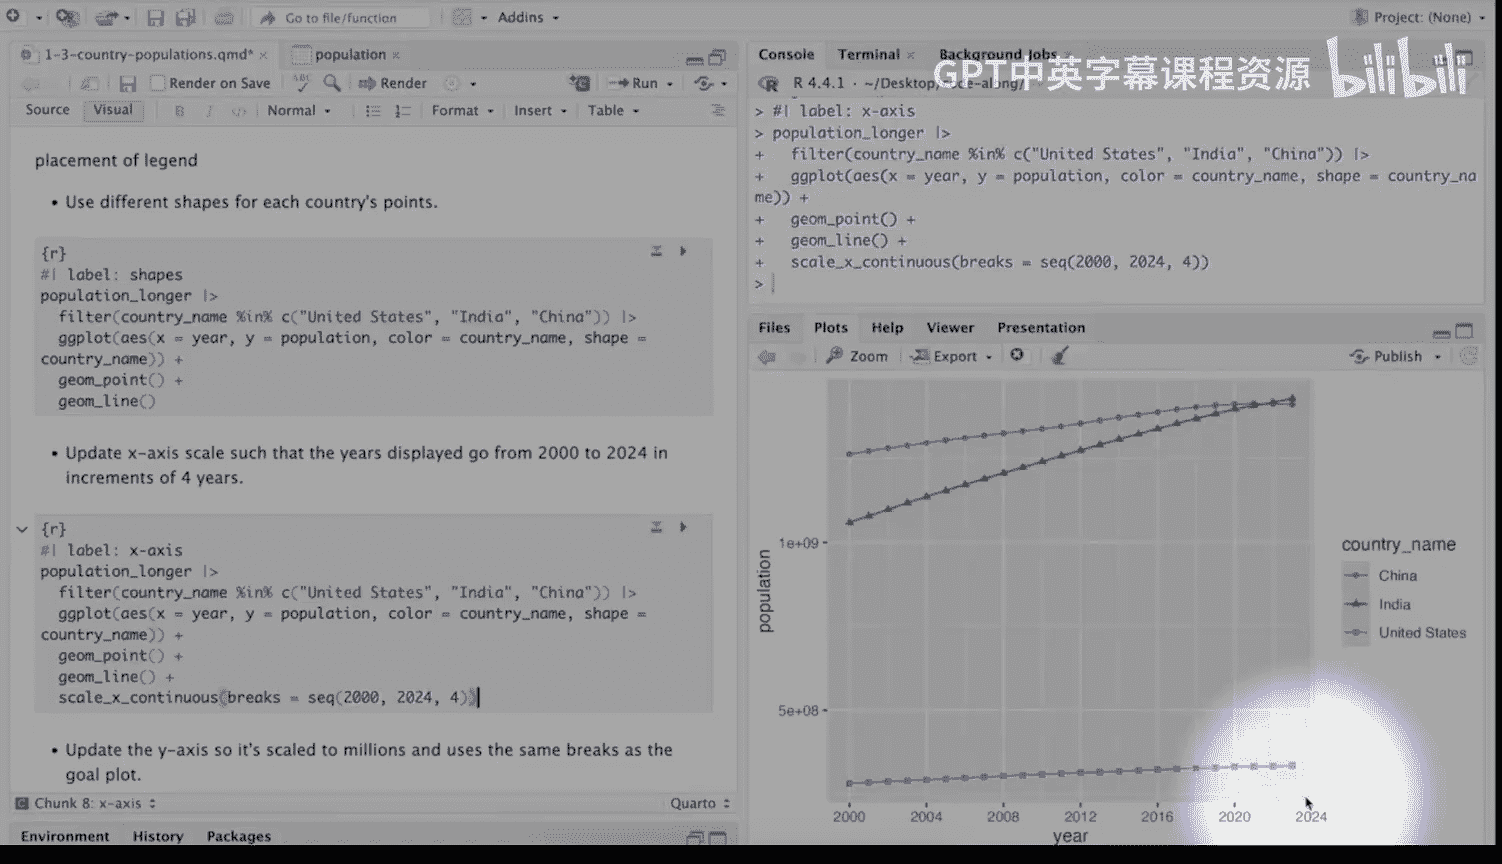 Go to file/function
Addins
Project: (None)
1-3-country-populations.qmd*
population
Render on Save
Render
Run
Source
Visual
B
I
Normal
Format
Insert
Table
placement of legend
• Use different shapes for each country's points.
{r}
#| label: shapes
population_longer |>
filter(country_name %in% c("United States", "India", "China")) |>
ggplot(aes(x = year, y = population, color = country_name, shape =
country_name)) +
geom_point() +
geom_line()
• Update x-axis scale such that the years displayed go from 2000 to 2024 in
increments of 4 years.
{r}
#| label: x-axis
population_longer |>
filter(country_name %in% c("United States", "India", "China")) |>
ggplot(aes(x = year, y = population, color = country_name, shape =
country_name)) +
geom_point() +
geom_line() +
scale_x_continuous(breaks = seq(2000, 2024, 4))
• Update the y-axis so it's scaled to millions and uses the same breaks as the
goal plot.
Chunk 8: x-axis
Quarto
Environment
History
Packages
Console
Terminal
Background Jobs
GPT中英字幕课程资源
bilibili
R 4.4.1 · ~/Desktop/
> #| label: x-axis
> population_longer |>
+ filter(country_name %in% c("United States", "India", "China")) |>
+ ggplot(aes(x = year, y = population, color = country_name, shape = country_na
me)) +
+ geom_point() +
+ geom_line() +
+ scale_x_continuous(breaks = seq(2000, 2024, 4))
>
Files
Plots
Help
Viewer
Presentation
Zoom
Export
Publish
population
1e+09
5e+08
2000
2004
2008
2012
2016
2020
2024
year
country_name
China
India
United States